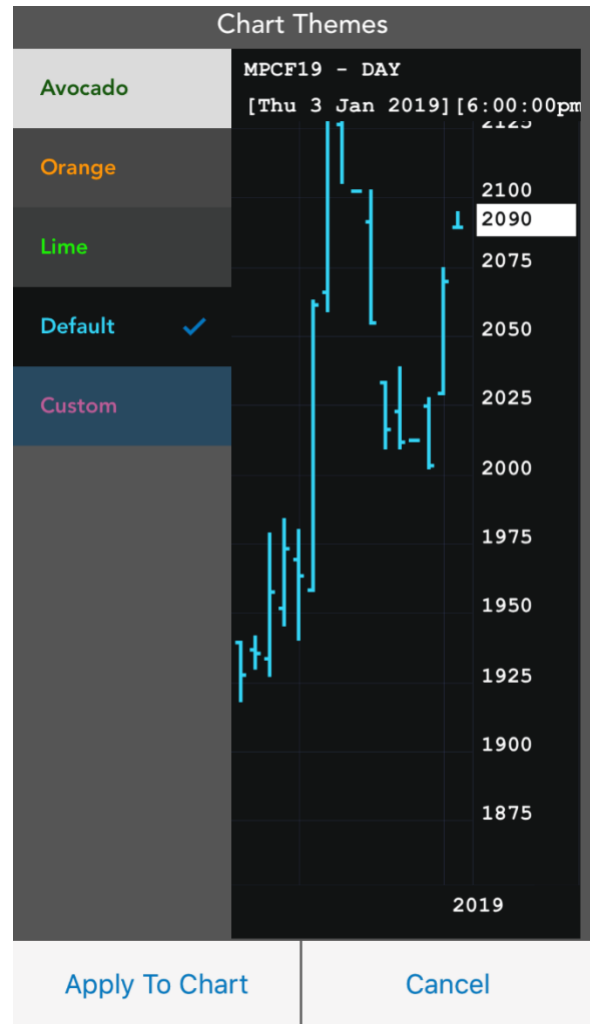 Chart Themes
Avocado
Orange
Lime
Default
Custom
MPCF19 - DAY
[Thu 3 Jan 2019][6:00:00pm
2125
2100
2090
2075
2050
2025
2000
1975
1950
1925
1900
1875
2019
Apply To Chart
Cancel